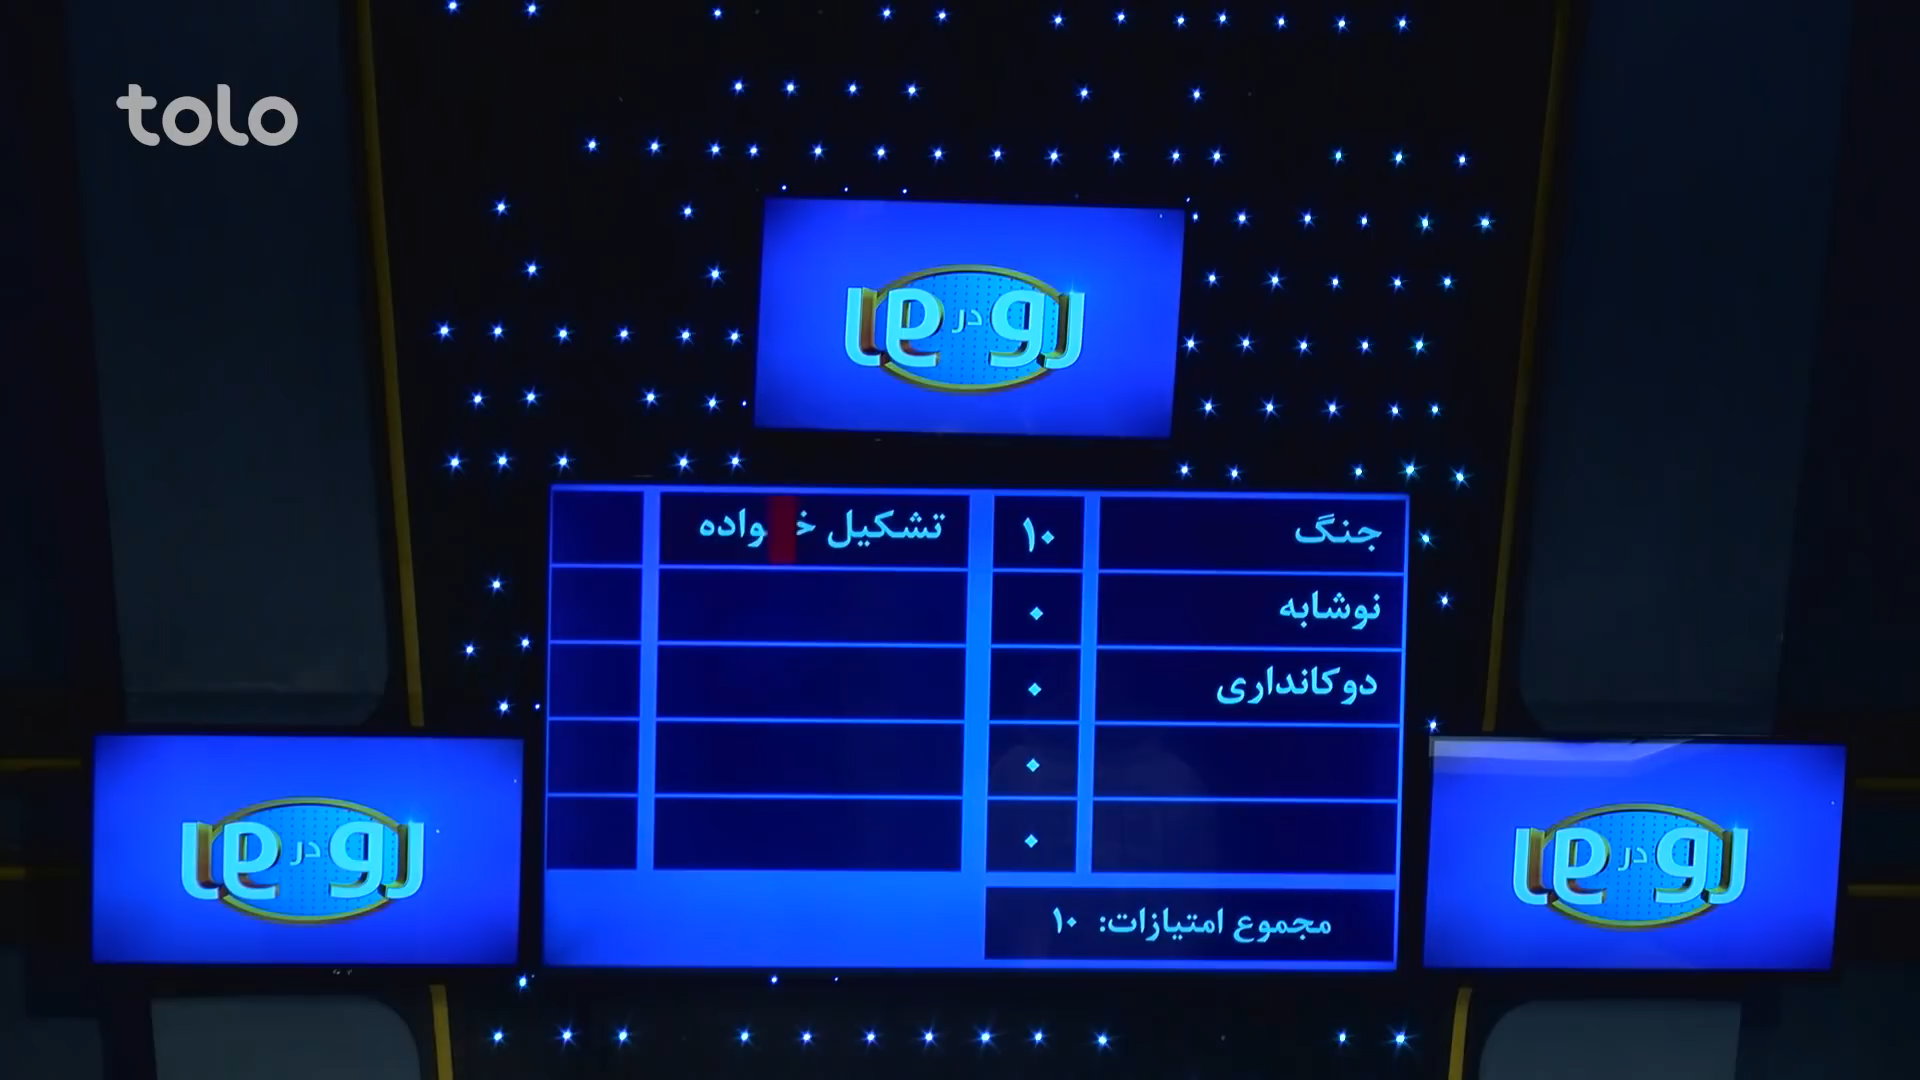 tolo
رو در رو
جنگ
۱۰
تشکیل خ واده
نوشابه
۰
دوکانداری
۰
۰
۰
مجموع امتیازات: ۱۰
رو در رو
رو در رو